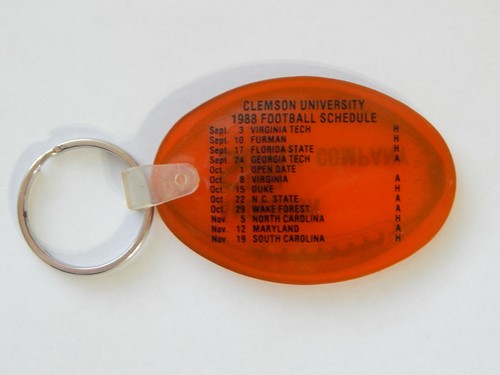 CLEMSON UNIVERSITY
1988 FOOTBALL SCHEDULE
Sept. 3 VIRGINIA TECH H
Sept. 10 FURMAN H
Sept. 17 FLORIDA STATE H
Sept. 24 GEORGIA TECH A
Oct. 1 OPEN DATE
Oct. 8 VIRGINIA A
Oct. 15 DUKE H
Oct 22 N.C. STATE A
Oct. 29 WAKE FOREST A
Nov. 5 NORTH CAROLINA H
Nov. 12 MARYLAND A
Nov. 19 SOUTH CAROLINA H